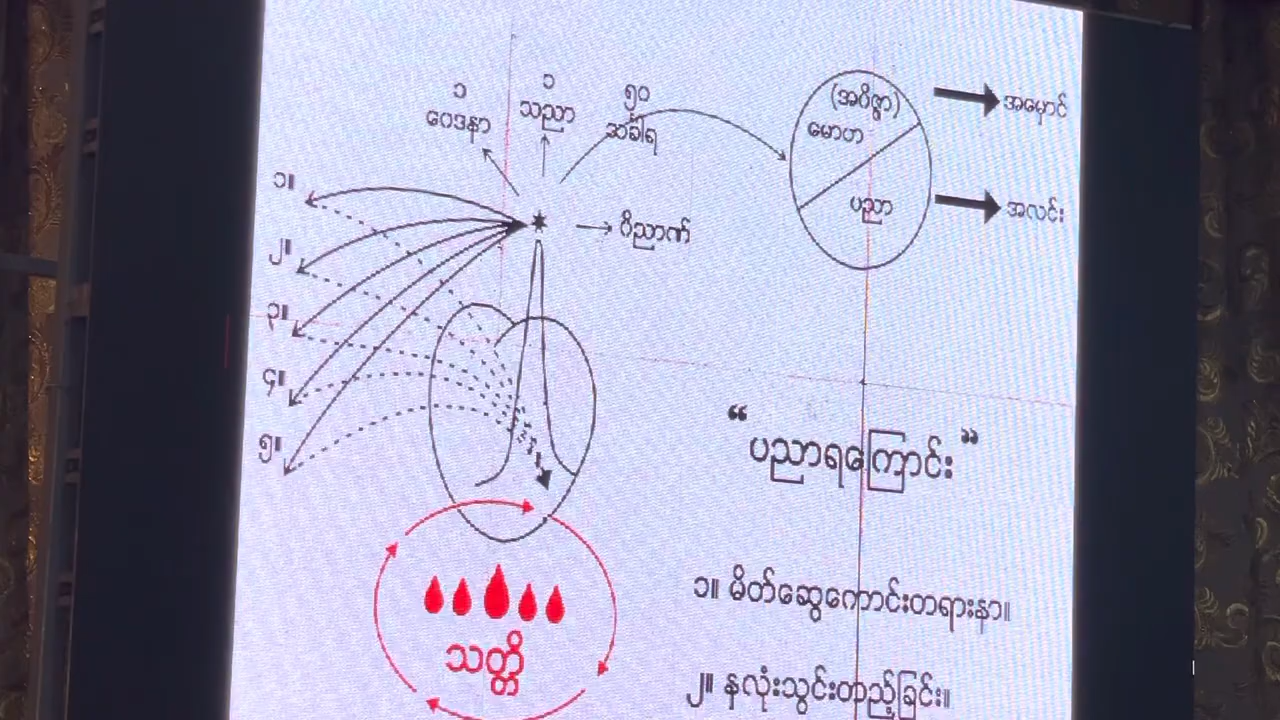 ၁
ဝေဒနာ
၁
သညာ
၅၀
သင်္ခါရ
(အဝိဇ္ဇာ)
မောဟ
ပညာ
အမှောင်
အလင်း
ဝိညာဏ်
၁။
၂။
၃။
၄။
၅။
“ပညာရကြောင်း”
၁။ မိတ်ဆွေကောင်းတရားနာ။
၂။ နှလုံးသွင်းတည့်ခြင်း။
သတ္တိ